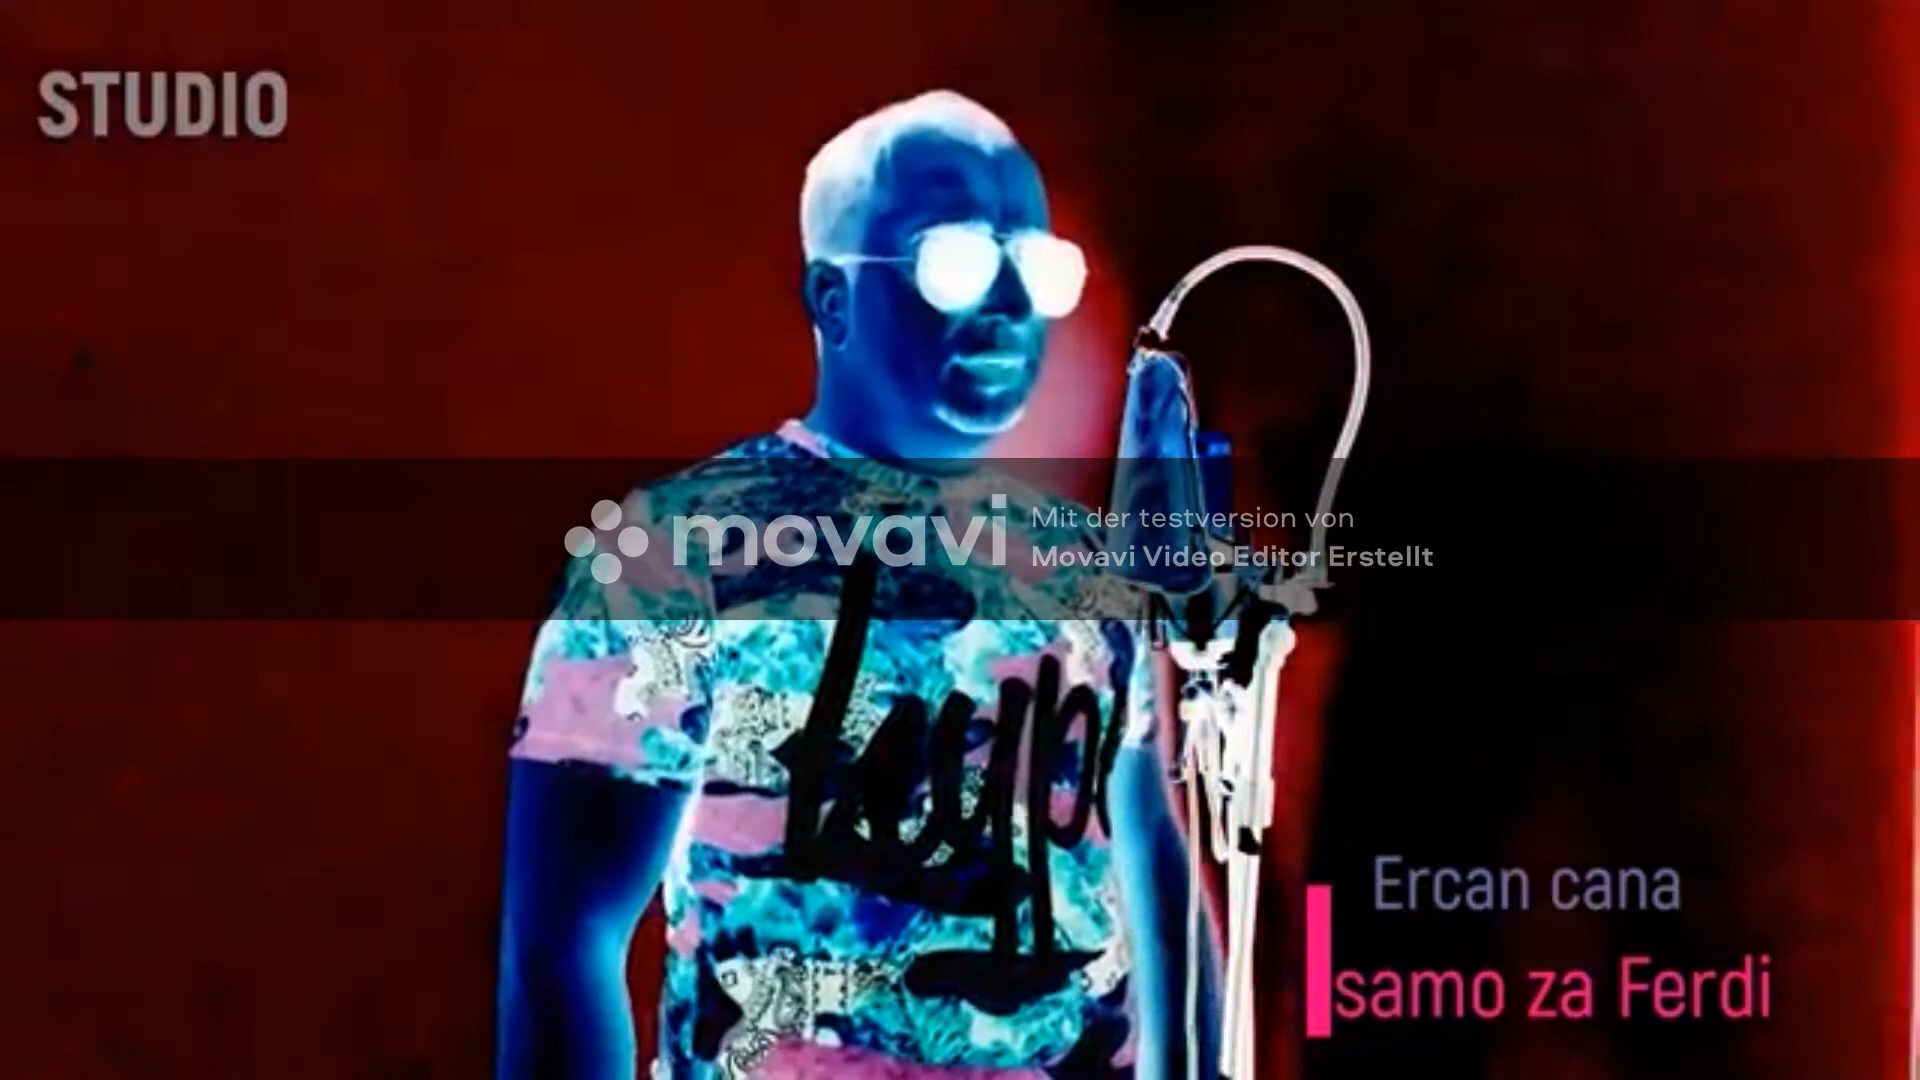 STUDIO
movavi
Mit der testversion von
Movavi Video Editor Erstellt
Ercan cana
samo za Ferdi